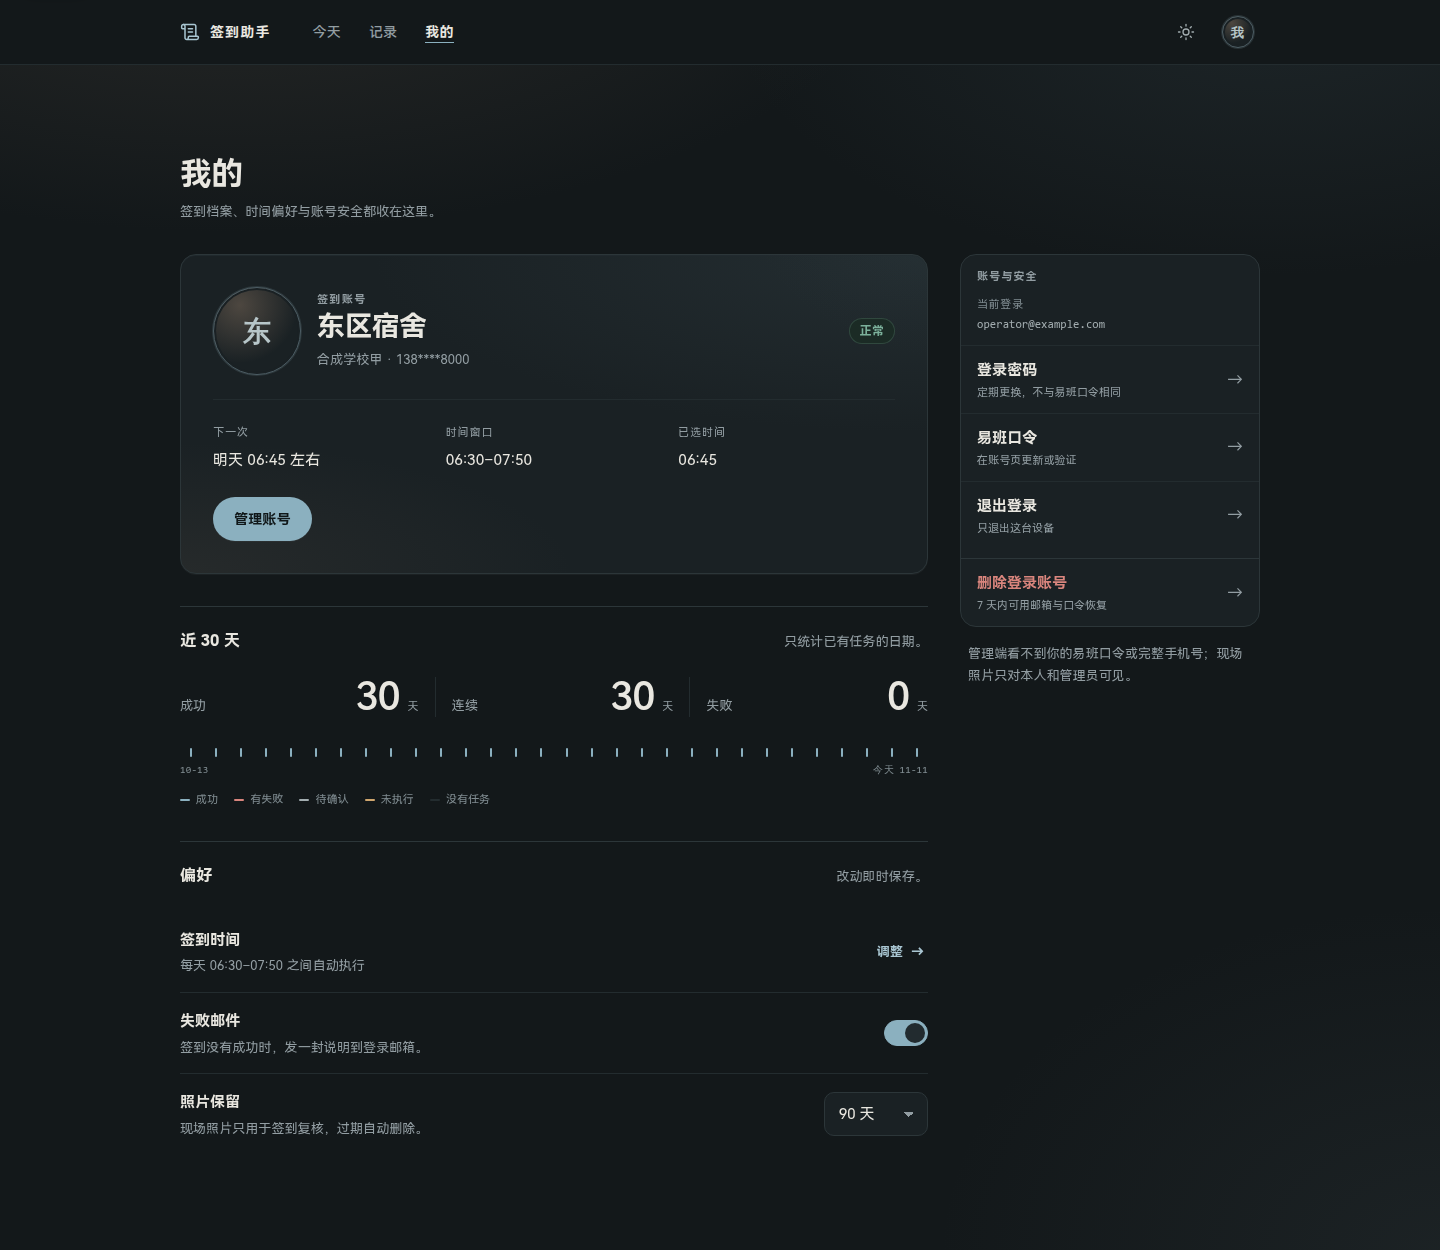 签到助手
今天
记录
我的
我
我的
签到档案、时间偏好与账号安全都收在这里。
东
签到账号
东区宿舍
合成学校甲 · 138****8000
正常
下一次
明天 06:45 左右
时间窗口
06:30–07:50
已选时间
06:45
管理账号
近 30 天
只统计已有任务的日期。
成功
30 天
连续
30 天
失败
0 天
10-13
今天 11-11
成功
有失败
待确认
未执行
没有任务
偏好
改动即时保存。
签到时间
每天 06:30–07:50 之间自动执行
调整 →
失败邮件
签到没有成功时，发一封说明到登录邮箱。
照片保留
现场照片只用于签到复核，过期自动删除。
90 天
账号与安全
当前登录
operator@example.com
登录密码
定期更换，不与易班口令相同
→
易班口令
在账号页更新或验证
→
退出登录
只退出这台设备
→
删除登录账号
7 天内可用邮箱与口令恢复
→
管理端看不到你的易班口令或完整手机号；现场
照片只对本人和管理员可见。